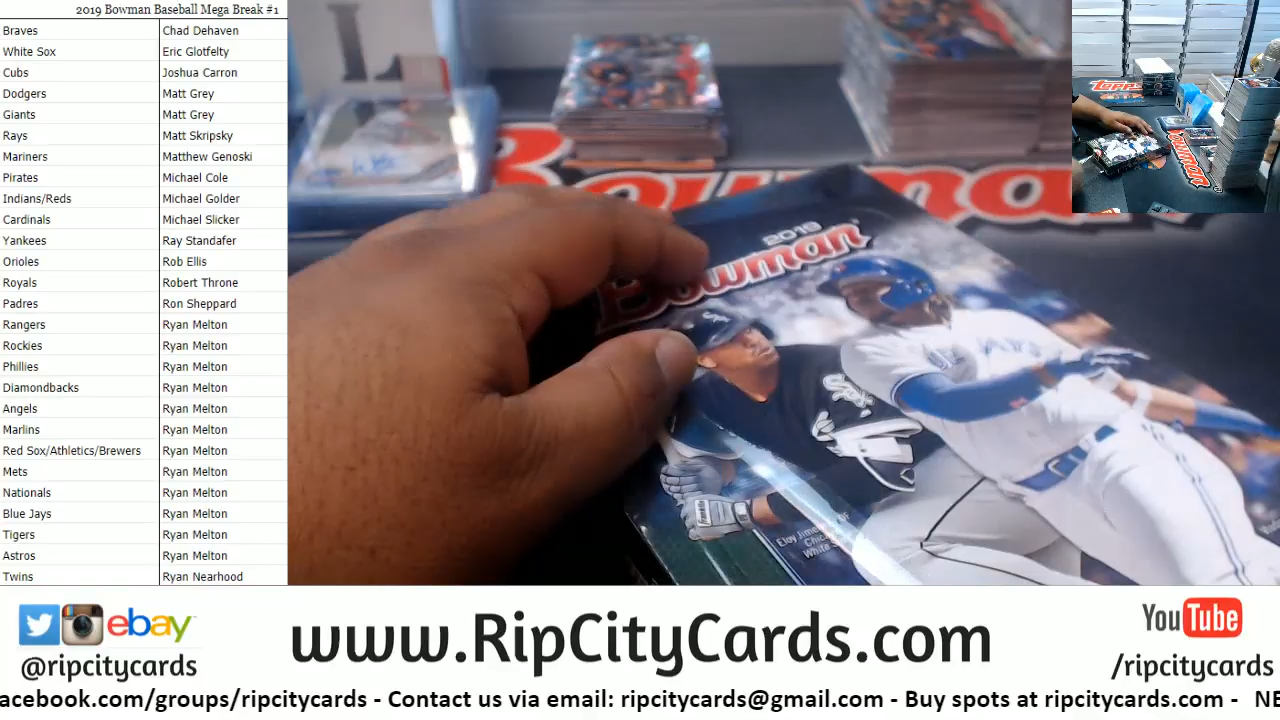 2019 Bowman Baseball Mega Break #1
Braves Chad Dehaven
White Sox Eric Glotfelty
Cubs Joshua Carron
Dodgers Matt Grey
Giants Matt Grey
Rays Matt Skripsky
Mariners Matthew Genoski
Pirates Michael Cole
Indians/Reds Michael Golder
Cardinals Michael Slicker
Yankees Ray Standafer
Orioles Rob Ellis
Royals Robert Throne
Padres Ron Sheppard
Rangers Ryan Melton
Rockies Ryan Melton
Phillies Ryan Melton
Diamondbacks Ryan Melton
Angels Ryan Melton
Marlins Ryan Melton
Red Sox/Athletics/Brewers Ryan Melton
Mets Ryan Melton
Nationals Ryan Melton
Blue Jays Ryan Melton
Tigers Ryan Melton
Astros Ryan Melton
Twins Ryan Nearhood
Bowman
2019
Bowman
Sox
Franklin
topps
Bowman
ebay
@ripcitycards
www.RipCityCards.com
YouTube
/ripcitycards
acebook.com/groups/ripcitycards - Contact us via email: ripcitycards@gmail.com - Buy spots at ripcitycards.com - NE